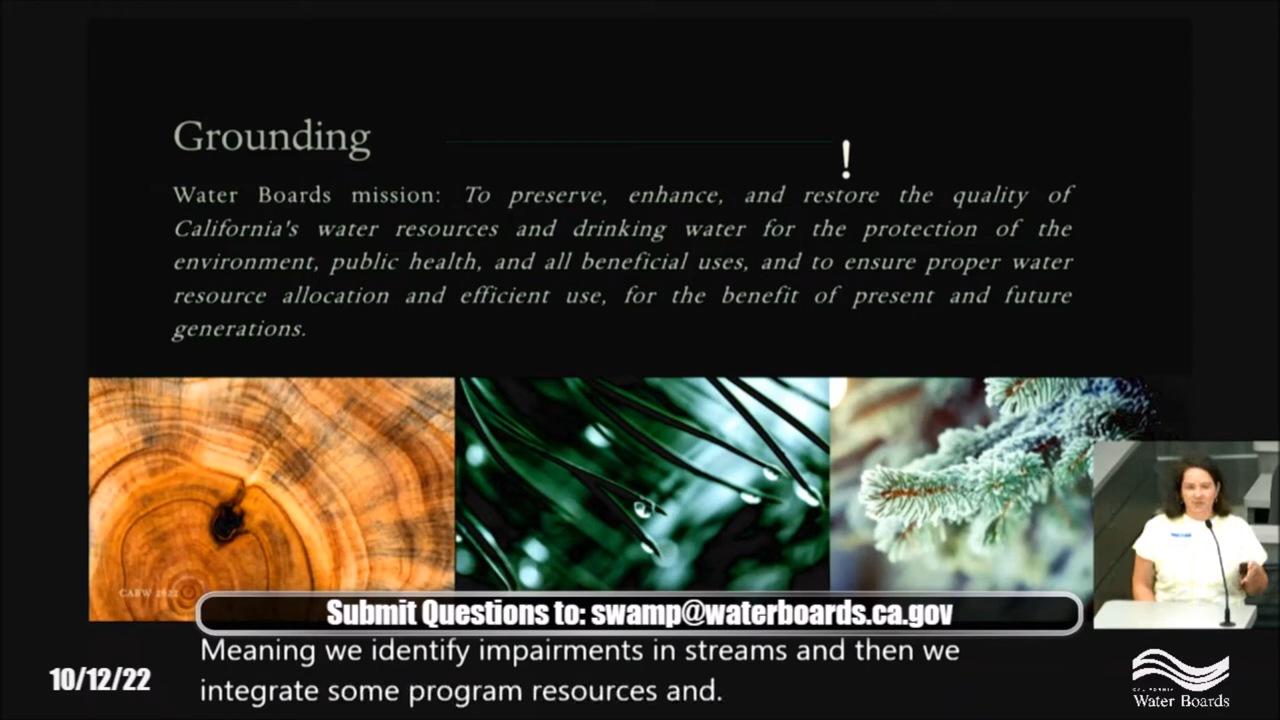 Grounding
!
Water Boards mission: To preserve, enhance, and restore the quality of
California's water resources and drinking water for the protection of the
environment, public health, and all beneficial uses, and to ensure proper water
resource allocation and efficient use, for the benefit of present and future
generations.
CABW 2022
Submit Questions to: swamp@waterboards.ca.gov
Meaning we identify impairments in streams and then we
integrate some program resources and.
10/12/22
CALIFORNIA
Water Boards